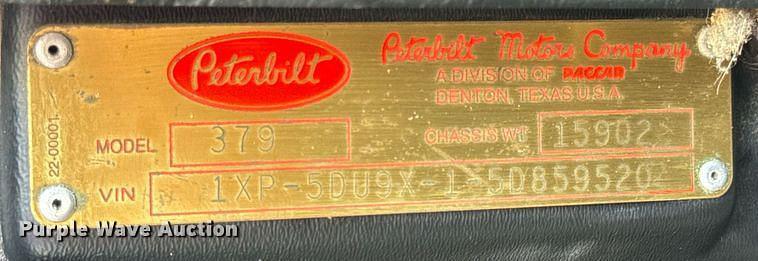 Peterbilt
Peterbilt Motors Company
A DIVISION OF PACCAR
DENTON, TEXAS U.S.A.
MODEL 379 CHASSIS WT 15902
VIN 1XP-5DU9X-1-5D859520
22-00001
Purple Wave Auction